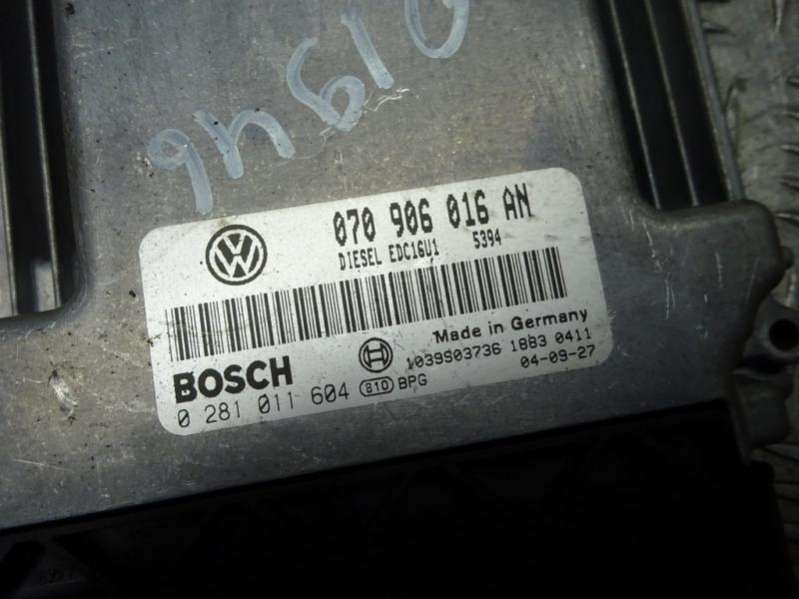 070 906 016 AN
DIESEL EDC16U1 5394
Made in Germany
BOSCH
1039S03736 1883 0411
0 281 011 604 810 BPG
04-09-27